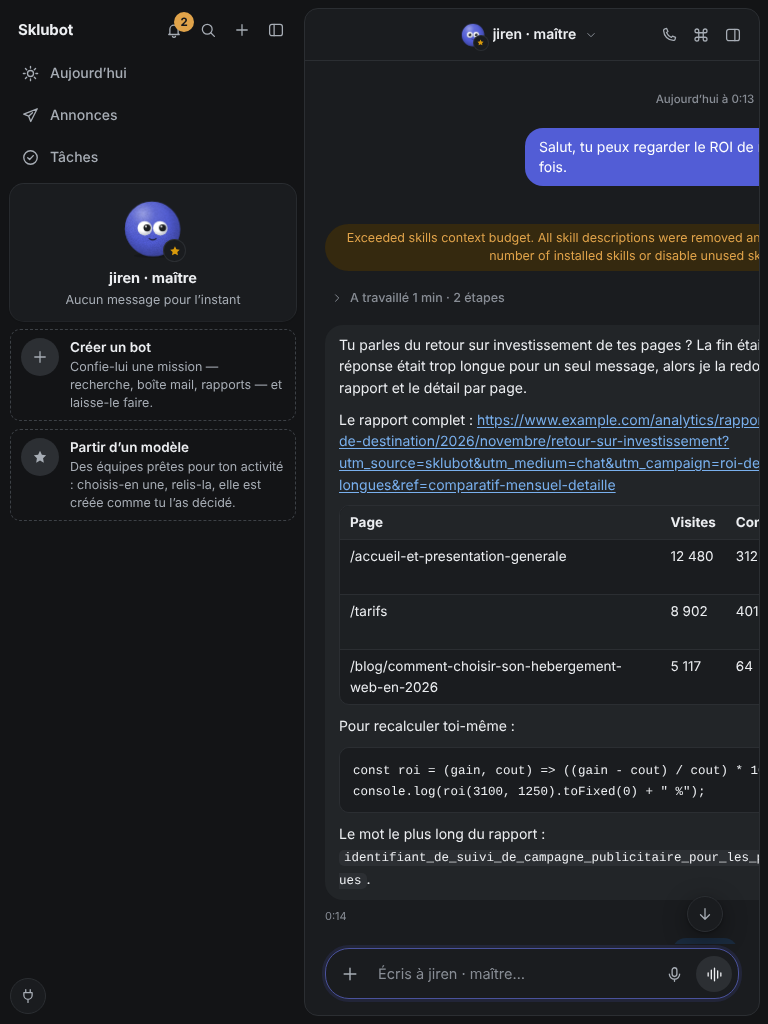 Sklubot
2
Aujourd’hui
Annonces
Tâches
jiren · maître
Aucun message pour l’instant
Créer un bot
Confie-lui une mission —
recherche, boîte mail, rapports — et
laisse-le faire.
Partir d’un modèle
Des équipes prêtes pour ton activité
: choisis-en une, relis-la, elle est
créée comme tu l’as décidé.
jiren · maître
Aujourd’hui à 0:13
Salut, tu peux regarder le ROI de
fois.
Exceeded skills context budget. All skill descriptions were removed
number of installed skills or disable unused
A travaillé 1 min · 2 étapes
Tu parles du retour sur investissement de tes pages ? La fin
réponse était trop longue pour un seul message, alors je la
rapport et le détail par page.
Le rapport complet : https://www.example.com/analytics/
de-destination/2026/novembre/retour-sur-investissement?
utm_source=sklubot&utm_medium=chat&utm_campaign=roi-de
longues&ref=comparatif-mensuel-detaille
Page Visites
/accueil-et-presentation-generale 12 480 312
/tarifs 8 902 401
/blog/comment-choisir-son-hebergement- 5 117 64
web-en-2026
Pour recalculer toi-même :
const roi = (gain, cout) => ((gain - cout) / cout) *
console.log(roi(3100, 1250).toFixed(0) + " %");
Le mot le plus long du rapport :
identifiant_de_suivi_de_campagne_publicitaire_pour_les_
ues .
0:14
Écris à jiren · maître…